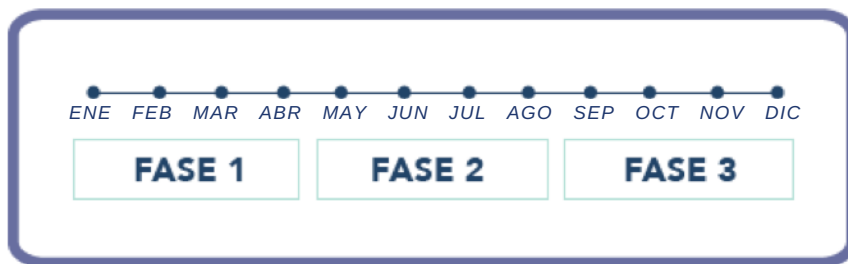 ENE FEB MAR ABR MAY JUN JUL AGO SEP OCT NOV DIC
FASE 1 FASE 2 FASE 3